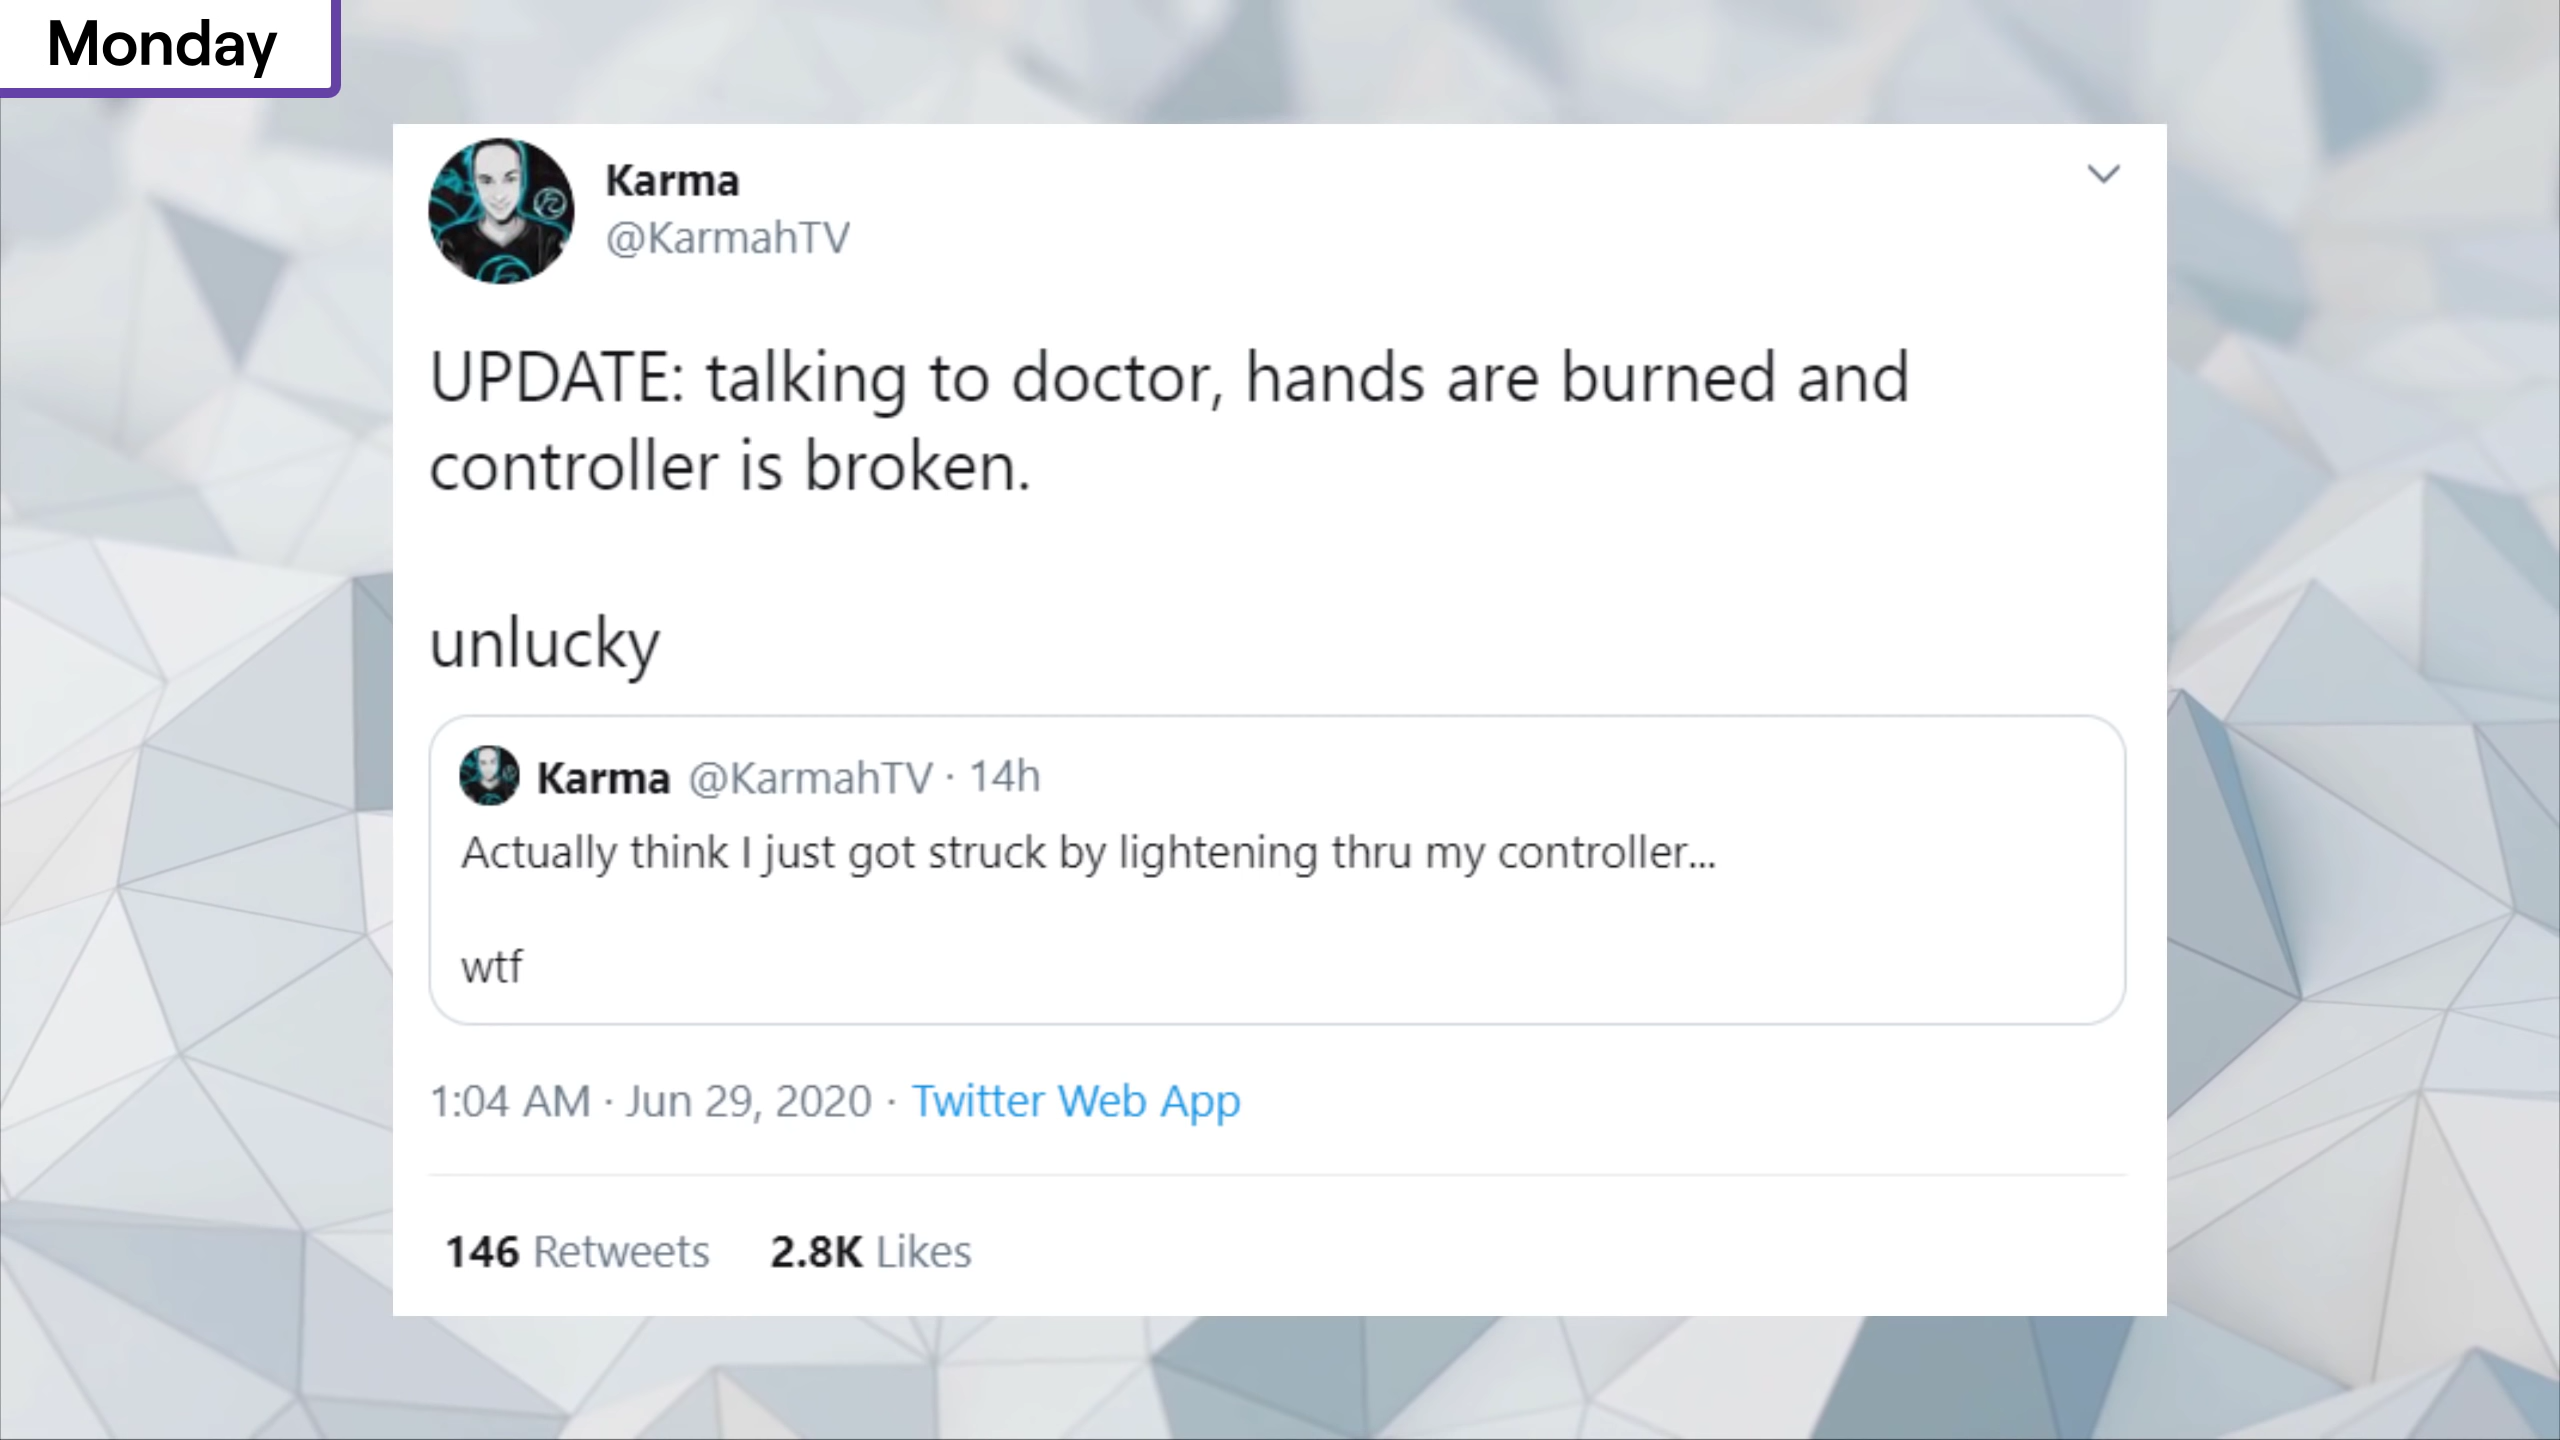 Monday
Karma
@KarmahTV
UPDATE: talking to doctor, hands are burned and
controller is broken.
unlucky
Karma @KarmahTV · 14h
Actually think I just got struck by lightening thru my controller...
wtf
1:04 AM · Jun 29, 2020 · Twitter Web App
146 Retweets 2.8K Likes